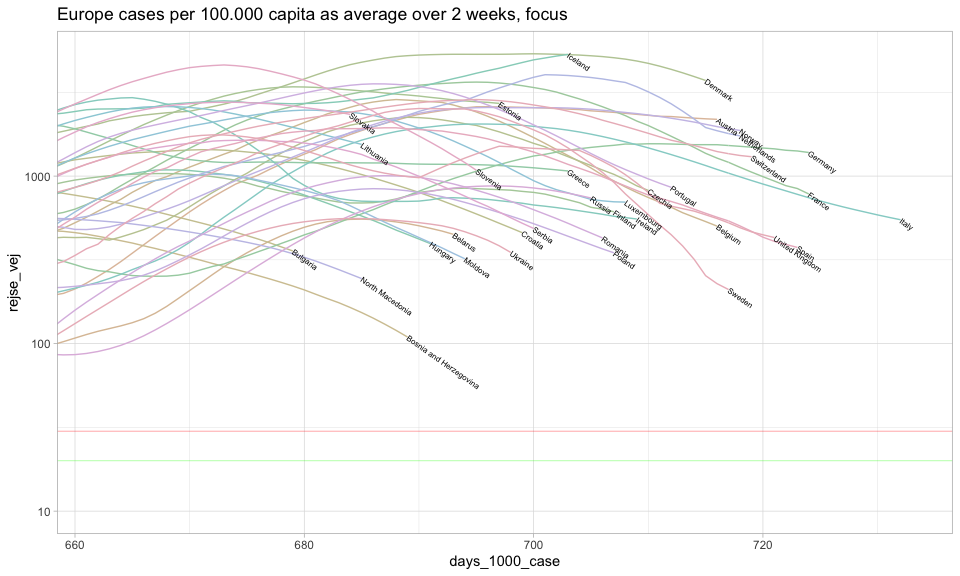 Europe cases per 100.000 capita as average over 2 weeks, focus
rejse_vej
1000
100
10
Iceland
Denmark
Estonia
Slovakia
Austria
Norway
Netherlands
Switzerland
Germany
Lithuania
Greece
Slovenia
Portugal
Czechia
France
Luxembourg
Russia
Finland
Ireland
Italy
Belgium
Serbia
Croatia
Romania
Poland
Belarus
Hungary
Moldova
Ukraine
United Kingdom
Spain
Bulgaria
North Macedonia
Sweden
Bosnia and Herzegovina
660
680
700
720
days_1000_case